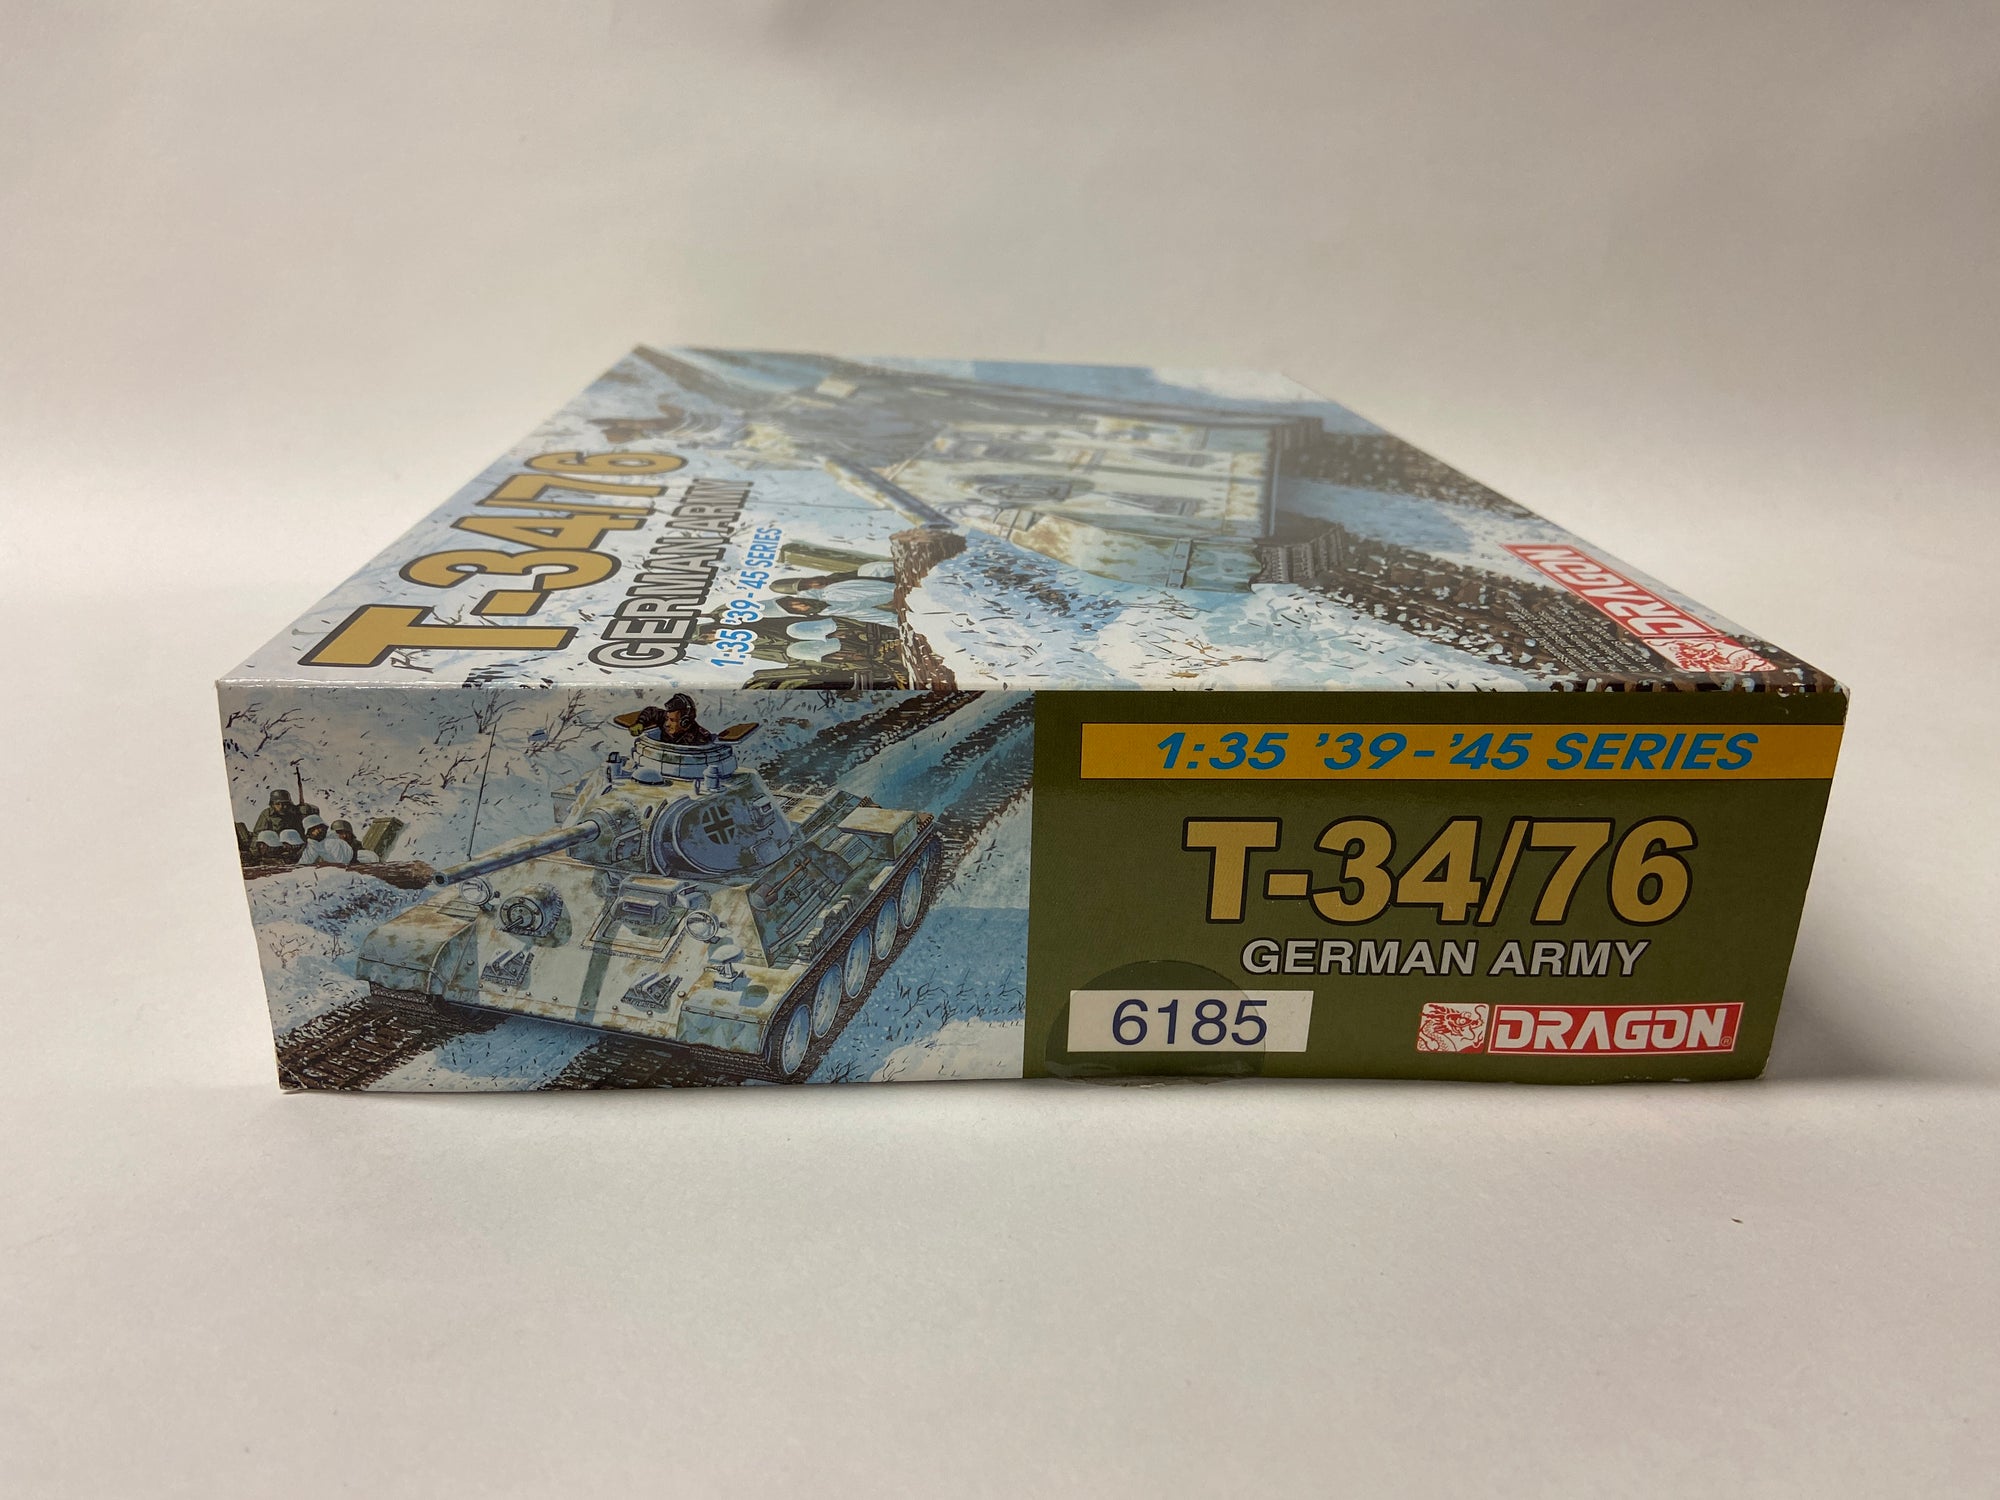 T-34/76
GERMAN ARMY
1:35 '39-'45 SERIES
DRAGON
1:35 '39-'45 SERIES
T-34/76
GERMAN ARMY
6185
DRAGON®